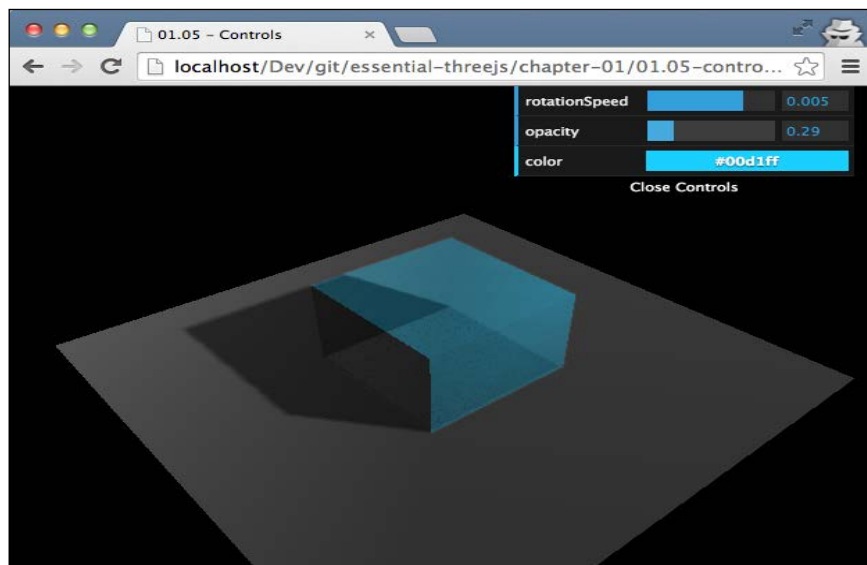 01.05 - Controls
localhost/Dev/git/essential-threejs/chapter-01/01.05-contro...
rotationSpeed 0.005
opacity 0.29
color #00d1ff
Close Controls